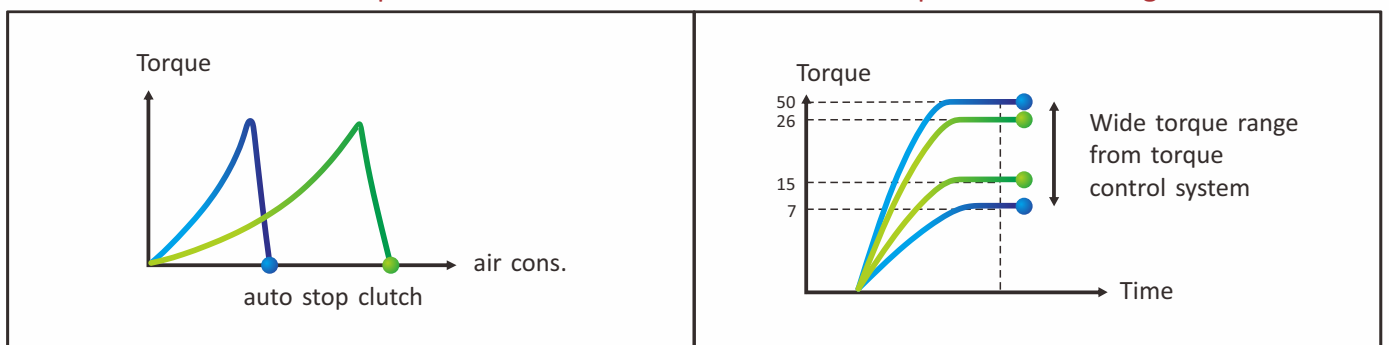 Torque
air cons.
auto stop clutch
Torque
50
26
15
7
Wide torque range
from torque
control system
Time